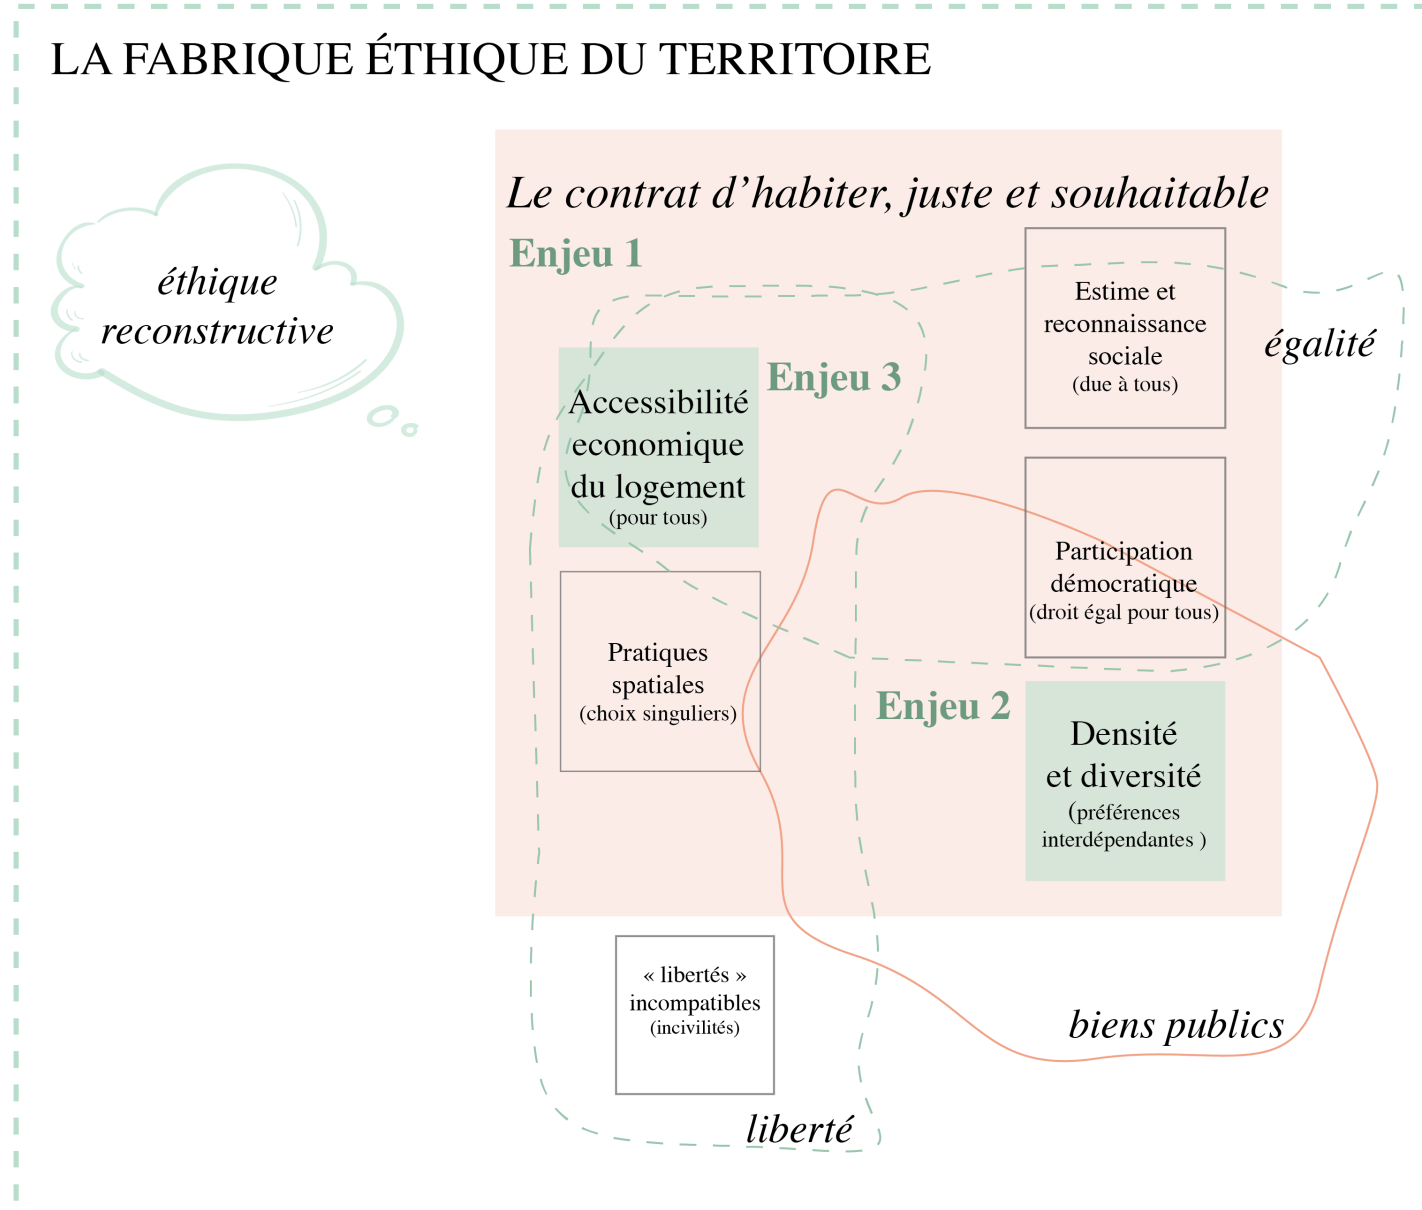 LA FABRIQUE ÉTHIQUE DU TERRITOIRE
éthique
reconstructive
Le contrat d’habiter, juste et souhaitable
Enjeu 1
Estime et
reconnaissance
sociale
(due à tous)
égalité
Enjeu 3
Accessibilité
economique
du logement
(pour tous)
Participation
démocratique
(droit égal pour tous)
Pratiques
spatiales
(choix singuliers)
Enjeu 2
Densité
et diversité
(préférences
interdépendantes )
« libertés »
incompatibles
(incivilités)
biens publics
liberté